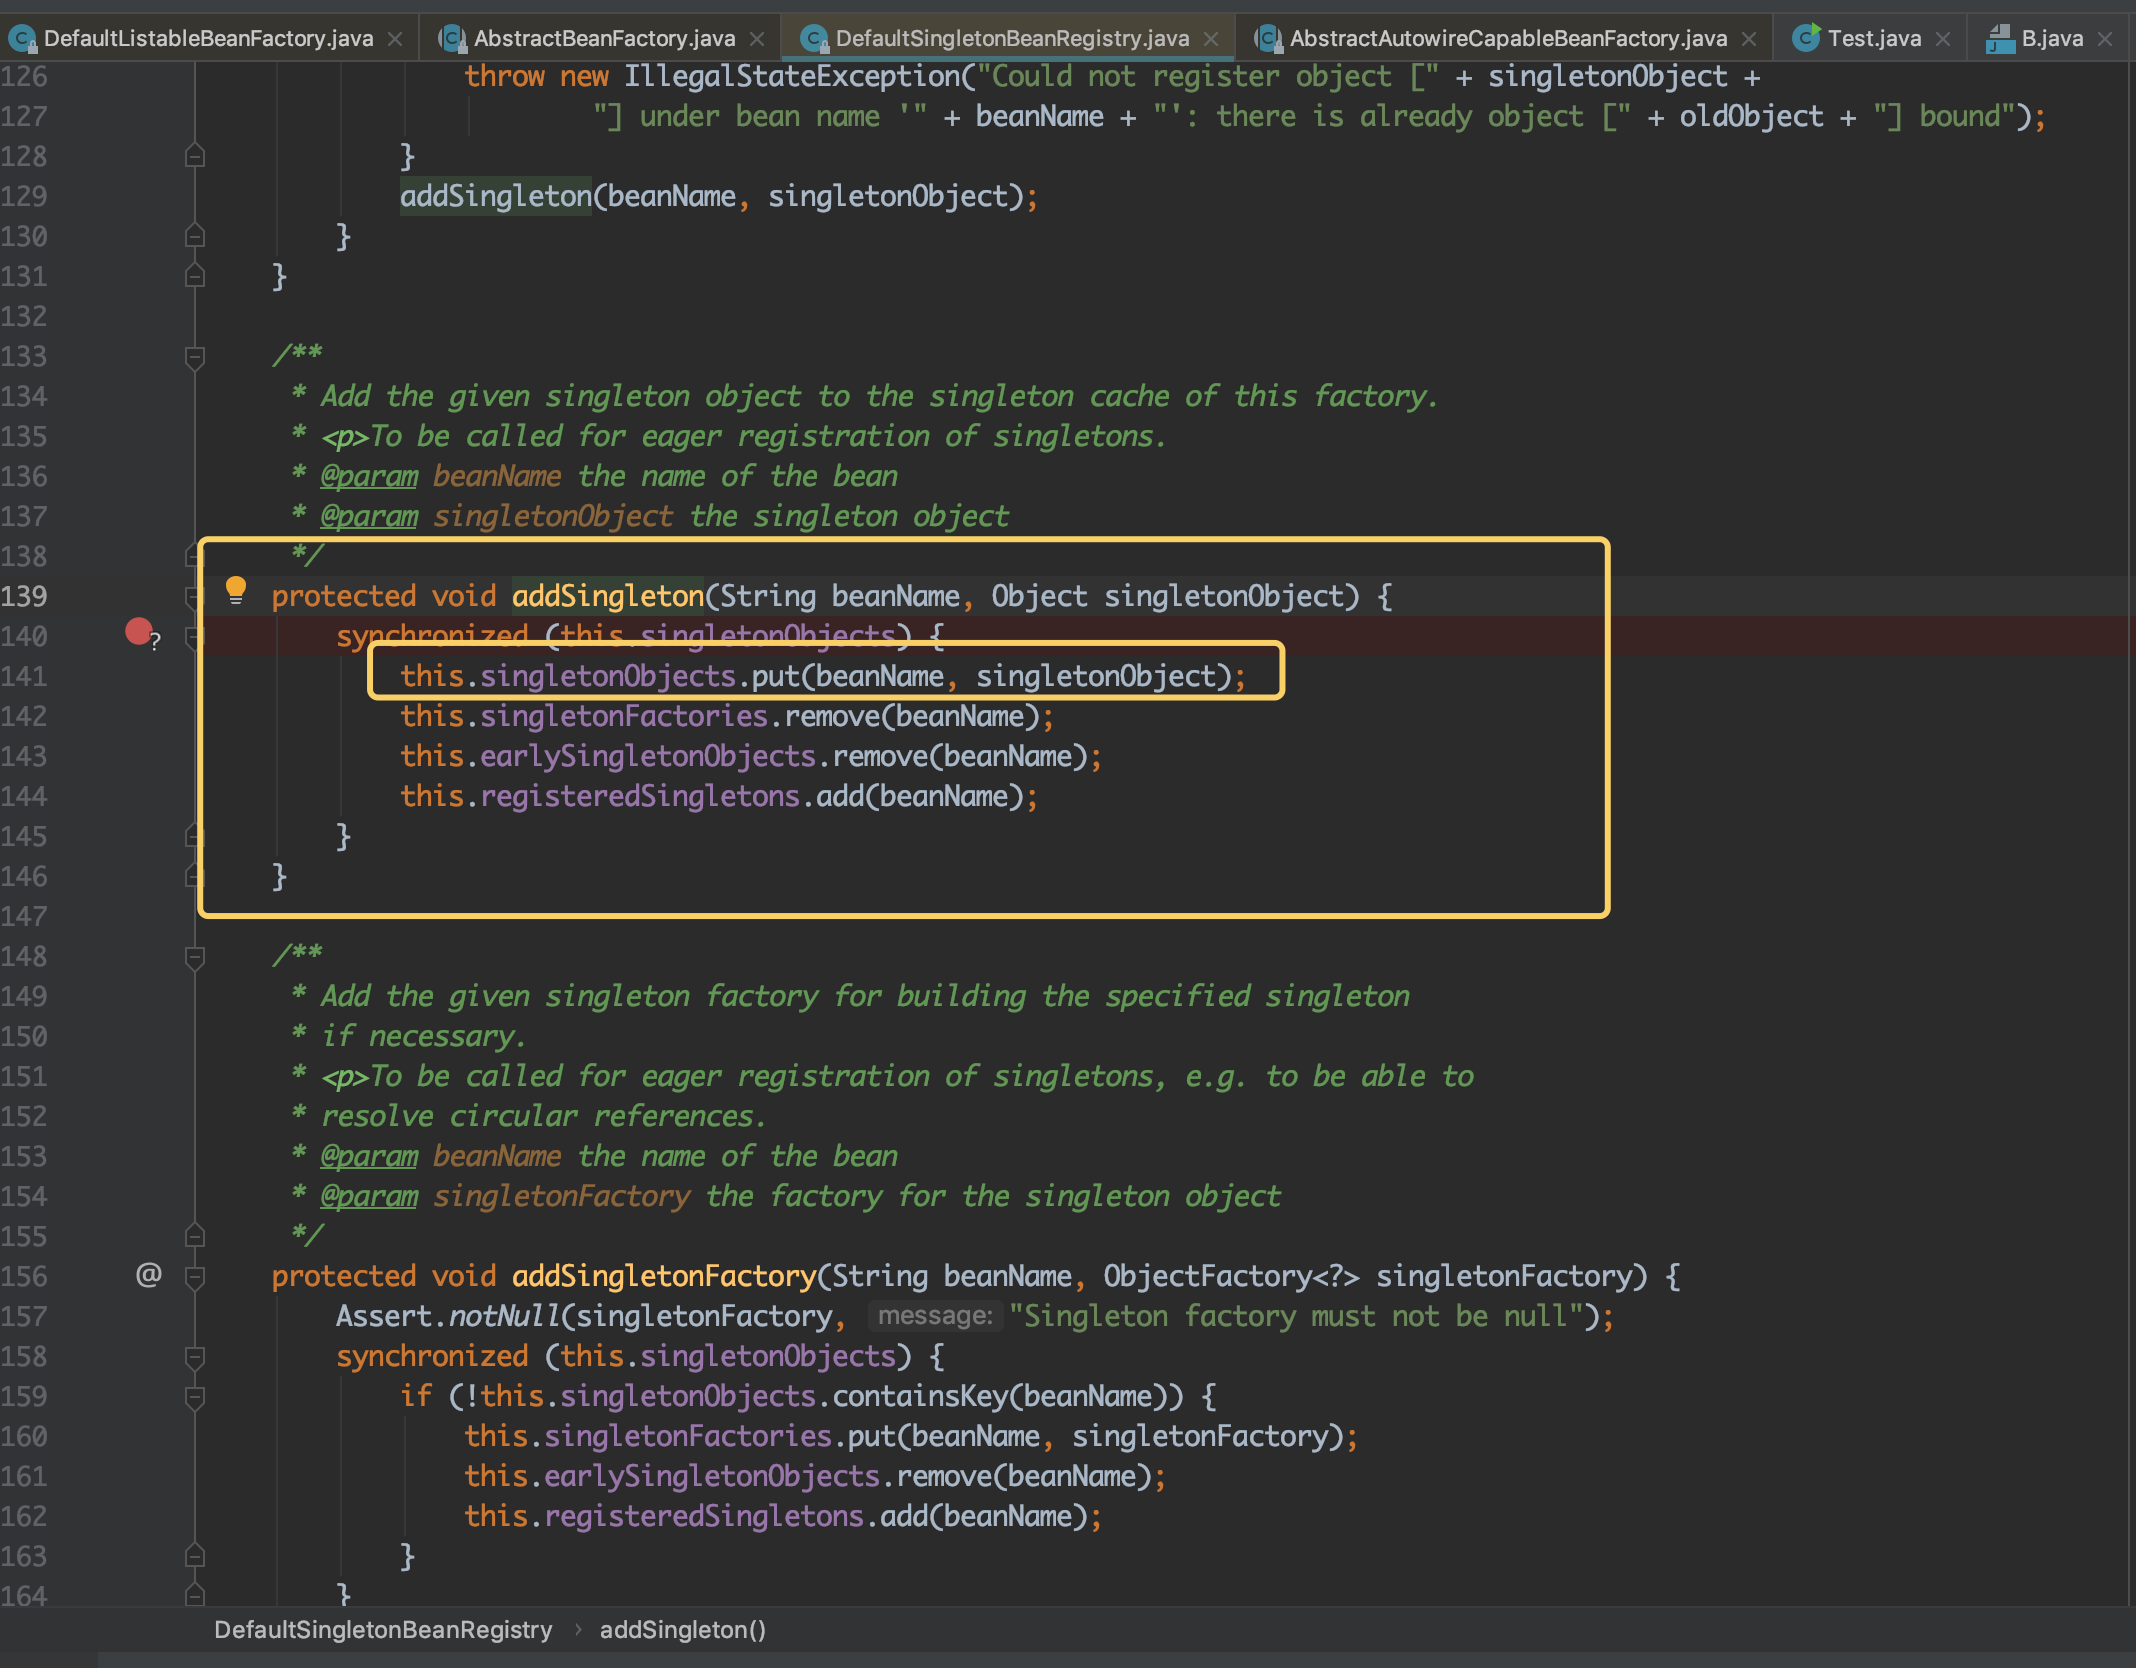 DefaultListableBeanFactory.java AbstractBeanFactory.java DefaultSingletonBeanRegistry.java AbstractAutowireCapableBeanFactory.java Test.java B.java
126 throw new IllegalStateException("Could not register object [" + singletonObject +
127 "] under bean name '" + beanName + "': there is already object [" + oldObject + "] bound");
128 }
129 addSingleton(beanName, singletonObject);
130 }
131 }
132
133 /**
134 * Add the given singleton object to the singleton cache of this factory.
135 * <p>To be called for eager registration of singletons.
136 * @param beanName the name of the bean
137 * @param singletonObject the singleton object
138 */
139 protected void addSingleton(String beanName, Object singletonObject) {
140 synchronized (this.singletonObjects) {
141 this.singletonObjects.put(beanName, singletonObject);
142 this.singletonFactories.remove(beanName);
143 this.earlySingletonObjects.remove(beanName);
144 this.registeredSingletons.add(beanName);
145 }
146 }
147
148 /**
149 * Add the given singleton factory for building the specified singleton
150 * if necessary.
151 * <p>To be called for eager registration of singletons, e.g. to be able to
152 * resolve circular references.
153 * @param beanName the name of the bean
154 * @param singletonFactory the factory for the singleton object
155 */
156 @ protected void addSingletonFactory(String beanName, ObjectFactory<?> singletonFactory) {
157 Assert.notNull(singletonFactory, message: "Singleton factory must not be null");
158 synchronized (this.singletonObjects) {
159 if (!this.singletonObjects.containsKey(beanName)) {
160 this.singletonFactories.put(beanName, singletonFactory);
161 this.earlySingletonObjects.remove(beanName);
162 this.registeredSingletons.add(beanName);
163 }
164 }
DefaultSingletonBeanRegistry › addSingleton()